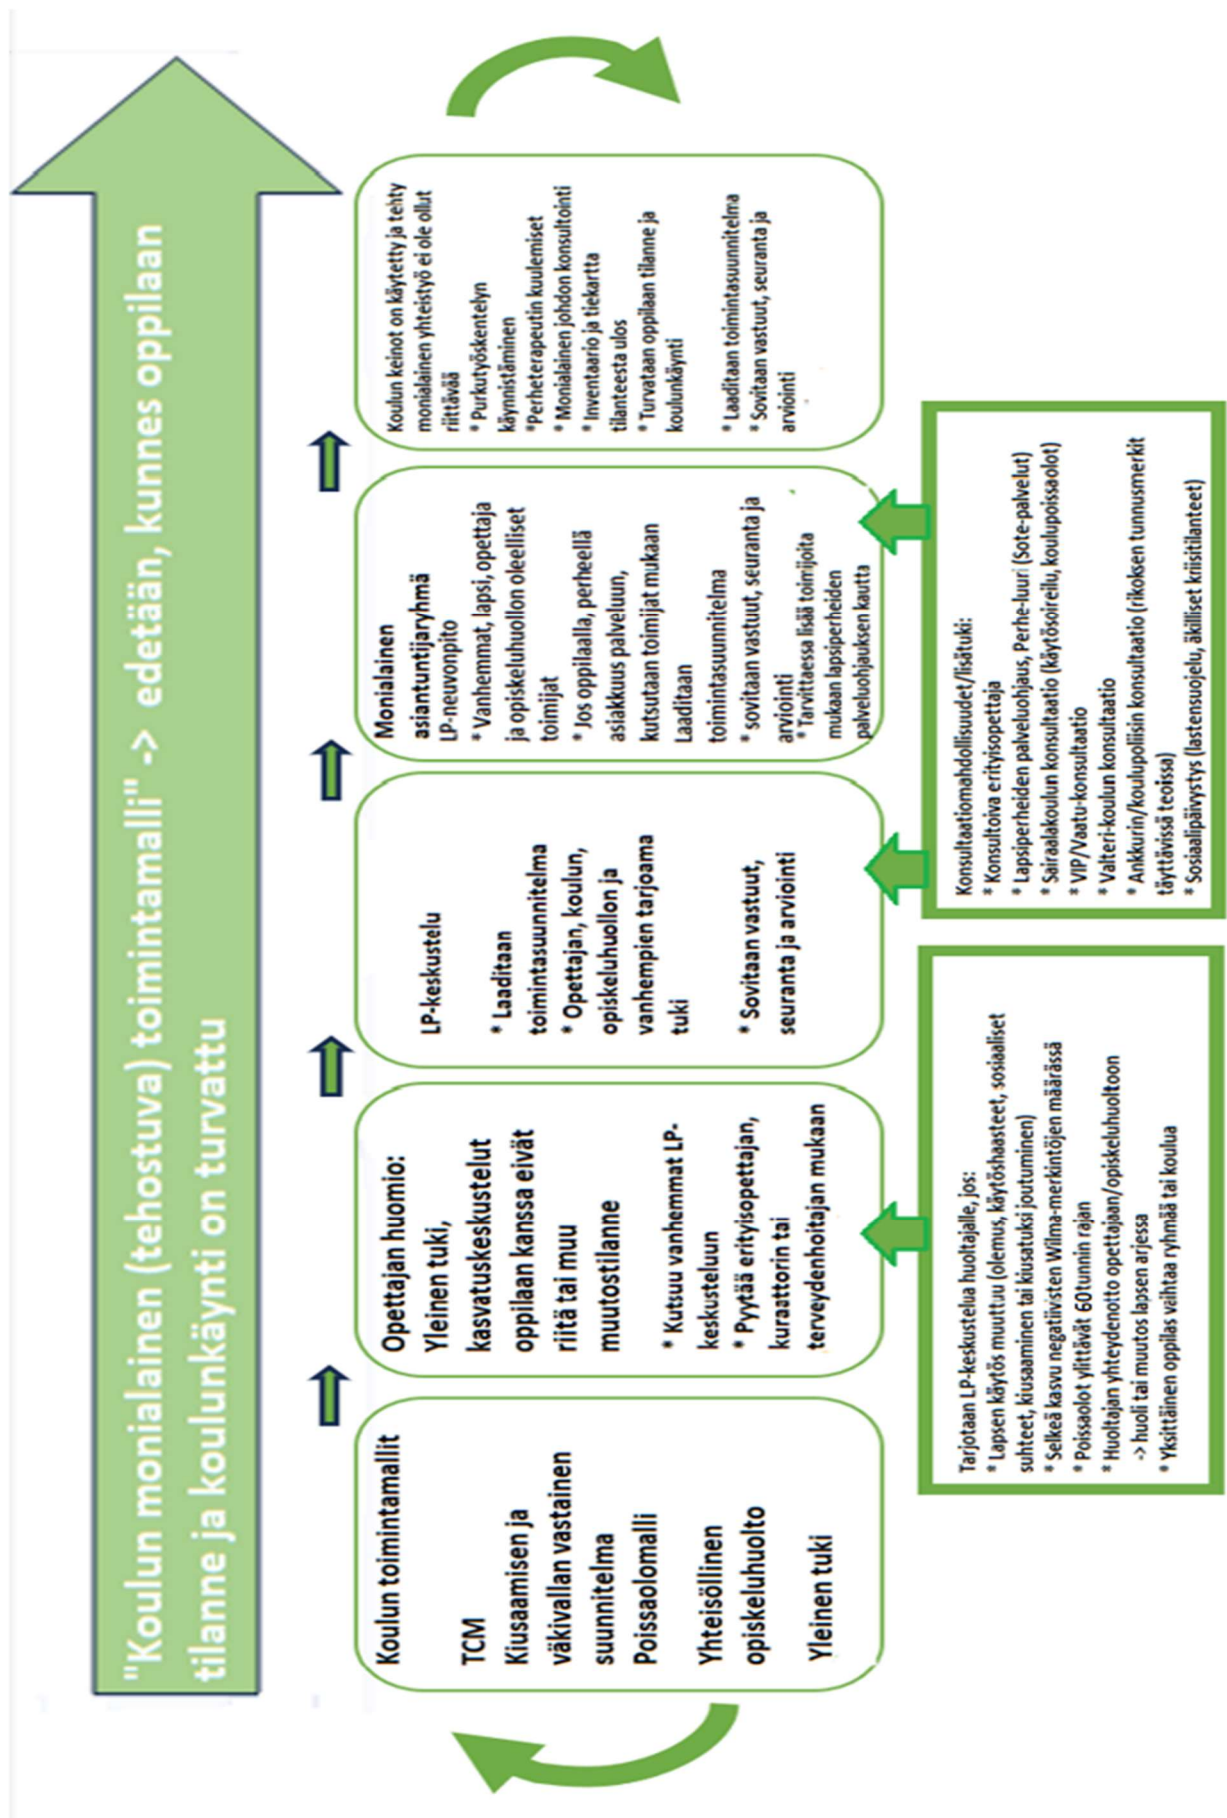 "Koulun monialainen (tehostuva) toimintamalli" -> edetään, kunnes oppilaan
tilanne ja koulunkäynti on turvattu
Koulun toimintamallit
TCM
Kiusaamisen ja
väkivallan vastainen
suunnitelma
Poissaolomalli
Yhteisöllinen
opiskeluhuolto
Yleinen tuki
Opettajan huomio:
Yleinen tuki,
kasvatuskeskustelut
oppilaan kanssa eivät
riitä tai muu
muutostilanne
* Kutsuu vanhemmat LP-
keskusteluun
* Pyytää erityisopettajan,
kuraattorin tai
terveydenhoitajan mukaan
LP-keskustelu
* Laaditaan
toimintasuunnitelma
* Opettajan, koulun,
opiskeluhuollon ja
vanhempien tarjoama
tuki
* Sovitaan vastuut,
seuranta ja arviointi
Monialainen
asiantuntijaryhmä
LP-neuvonpito
* Vanhemmat, lapsi, opettaja
ja opiskeluhuollon oleelliset
toimijat
* Jos oppilaalla, perheellä
asiakkuus palveluun,
kutsutaan toimijat mukaan
Laaditaan
toimintasuunnitelma
* sovitaan vastuut, seuranta ja
arviointi
* Tarvittaessa lisää toimijoita
mukaan lapsiperheiden
palveluohjauksen kautta
Koulun keinot on käytetty ja tehty
monialainen yhteistyö ei ole ollut
riittävää
* Purkutyöskentelyn
käynnistäminen
*Perheterapeutin kuulemiset
* Monialainen johdon konsultointi
* Inventaario ja tiekartta
tilanteesta ulos
* Turvataan oppilaan tilanne ja
koulunkäynti
* Laaditaan toimintasuunnitelma
* Sovitaan vastuut, seuranta ja
arviointi
Tarjotaan LP-keskustelua huoltajalle, jos:
* Lapsen käytös muuttuu (olemus, käytöshaasteet, sosiaaliset
suhteet, kiusaaminen tai kiusatuksi joutuminen)
* Selkeä kasvu negatiivisten Wilma-merkintöjen määrässä
* Poissaolot ylittävät 60tunnin rajan
* Huoltajan yhteydenotto opettajaan/opiskeluhuoltoon
-> huoli tai muutos lapsen arjessa
* Yksittäinen oppilas vaihtaa ryhmää tai koulua
Konsultaatiomahdollisuudet/lisätuki:
* Konsultoiva erityisopettaja
* Lapsiperheiden palveluohjaus, Perhe-luuri (Sote-palvelut)
* Sairaalakoulun konsultaatio (käytösoireilu, koulupoissaolot)
* VIP/Vaatu-konsultaatio
* Valteri-koulun konsultaatio
* Ankkurin/koulupoliisin konsultaatio (rikoksen tunnusmerkit
täyttävissä teoissa)
* Sosiaalipäivystys (lastensuojelu, äkilliset kriisitilanteet)